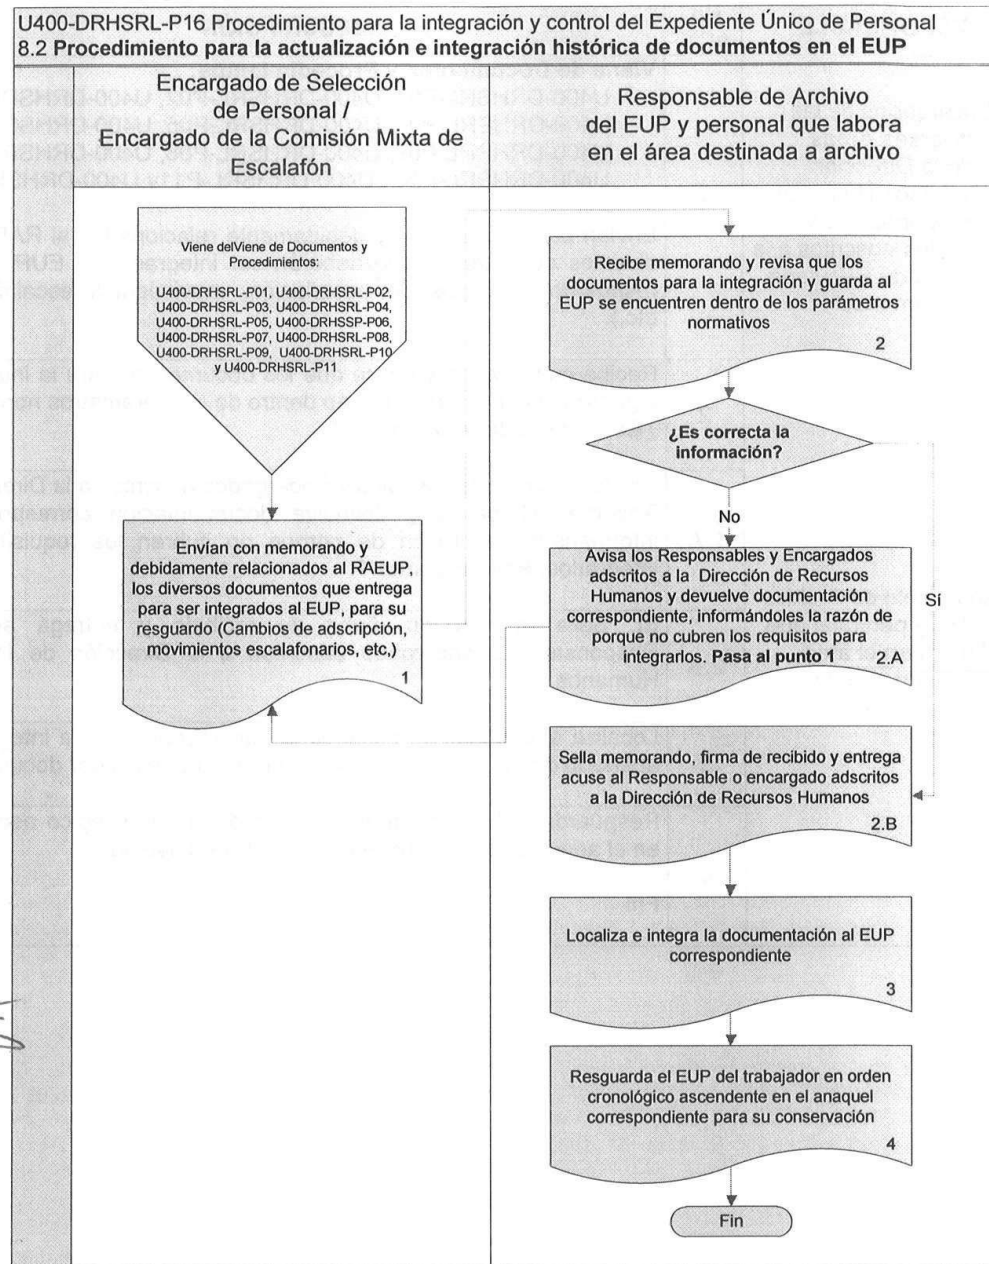 U400-DRHSRL-P16 Procedimiento para la integración y control del Expediente Único de Personal
8.2 Procedimiento para la actualización e integración histórica de documentos en el EUP
Encargado de Selección
de Personal /
Encargado de la Comisión Mixta de
Escalafón
Responsable de Archivo
del EUP y personal que labora
en el área destinada a archivo
Viene delViene de Documentos y
Procedimientos:
U400-DRHSRL-P01, U400-DRHSRL-P02,
U400-DRHSRL-P03, U400-DRHSRL-P04,
U400-DRHSRL-P05, U400-DRHSSP-P06,
U400-DRHSRL-P07, U400-DRHSRL-P08,
U400-DRHSRL-P09, U400-DRHSRL-P10
y U400-DRHSRL-P11
Envían con memorando y
debidamente relacionados al RAEUP,
los diversos documentos que entrega
para ser integrados al EUP, para su
resguardo (Cambios de adscripción,
movimientos escalafonarios, etc.)
1
Recibe memorando y revisa que los
documentos para la integración y guarda al
EUP se encuentren dentro de los parámetros
normativos
2
¿Es correcta la
información?
No
Sí
Avisa los Responsables y Encargados
adscritos a la Dirección de Recursos
Humanos y devuelve documentación
correspondiente, informándoles la razón de
porque no cubren los requisitos para
integrarlos. Pasa al punto 1
2.A
Sella memorando, firma de recibido y entrega
acuse al Responsable o encargado adscritos
a la Dirección de Recursos Humanos
2.B
Localiza e integra la documentación al EUP
correspondiente
3
Resguarda el EUP del trabajador en orden
cronológico ascendente en el anaquel
correspondiente para su conservación
4
Fin